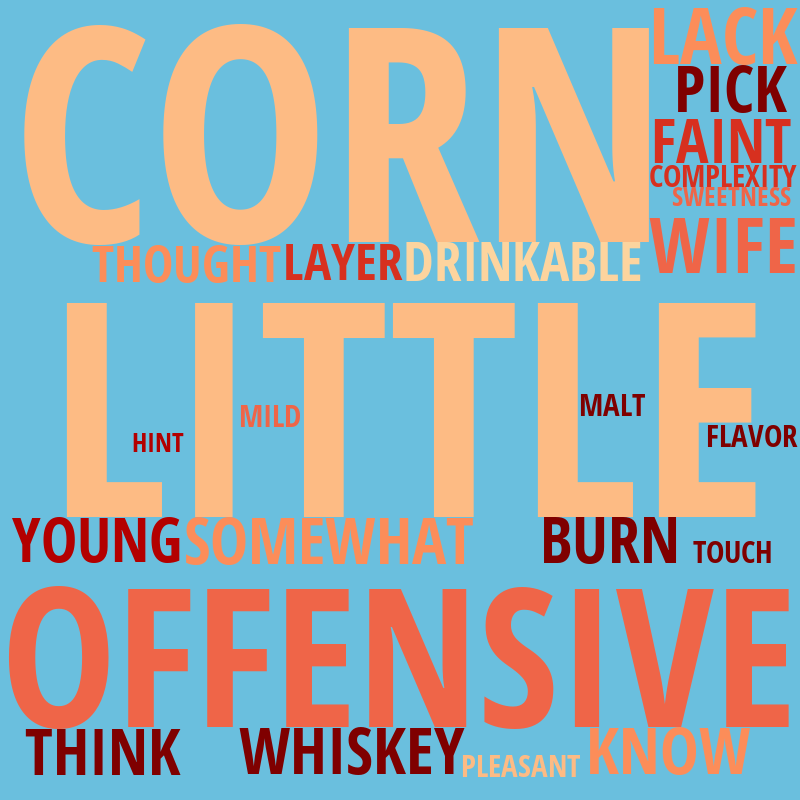 CORN
LACK
PICK
FAINT
COMPLEXITY
SWEETNESS
WIFE
THOUGHT LAYER DRINKABLE
LITTLE
HINT
MILD
MALT
FLAVOR
YOUNG SOMEWHAT BURN TOUCH
OFFENSIVE
THINK WHISKEY PLEASANT KNOW